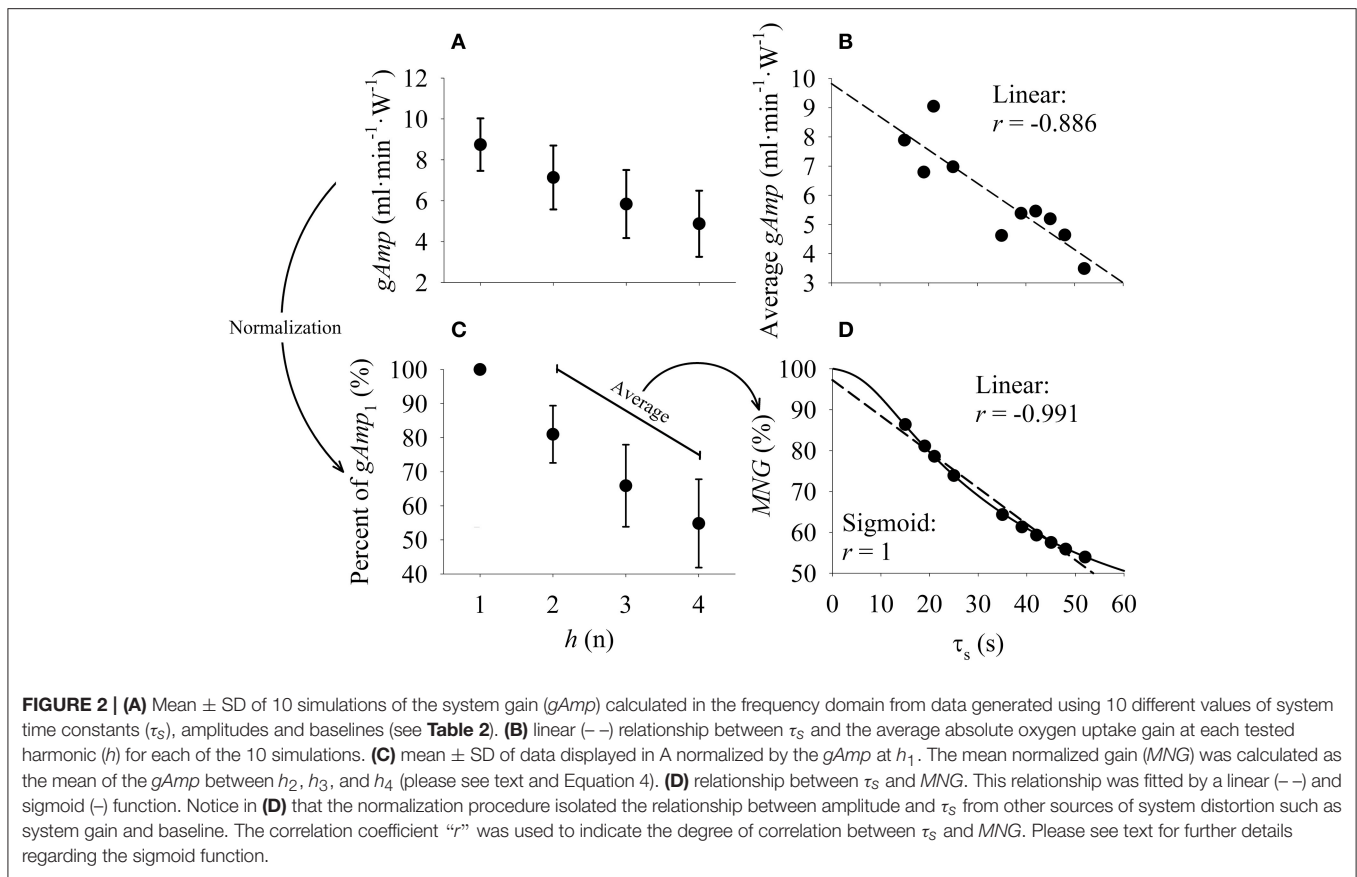 A
gAmp (ml·min⁻¹·W⁻¹)
12
10
8
6
4
2
B
Average gAmp (ml·min⁻¹·W⁻¹)
10
9
8
7
6
5
4
3
Linear:
r = -0.886
Normalization
C
Percent of gAmp₁ (%)
100
90
80
70
60
50
40
Average
1 2 3 4
h (n)
D
MNG (%)
100
90
80
70
60
50
Linear:
r = -0.991
Sigmoid:
r = 1
0 10 20 30 40 50 60
τₛ (s)
FIGURE 2 | (A) Mean ± SD of 10 simulations of the system gain (gAmp) calculated in the frequency domain from data generated using 10 different values of system
time constants (τₛ), amplitudes and baselines (see Table 2). (B) linear (– –) relationship between τₛ and the average absolute oxygen uptake gain at each tested
harmonic (h) for each of the 10 simulations. (C) mean ± SD of data displayed in A normalized by the gAmp at h₁. The mean normalized gain (MNG) was calculated as
the mean of the gAmp between h₂, h₃, and h₄ (please see text and Equation 4). (D) relationship between τₛ and MNG. This relationship was fitted by a linear (– –) and
sigmoid (–) function. Notice in (D) that the normalization procedure isolated the relationship between amplitude and τₛ from other sources of system distortion such as
system gain and baseline. The correlation coefficient “r” was used to indicate the degree of correlation between τₛ and MNG. Please see text for further details
regarding the sigmoid function.